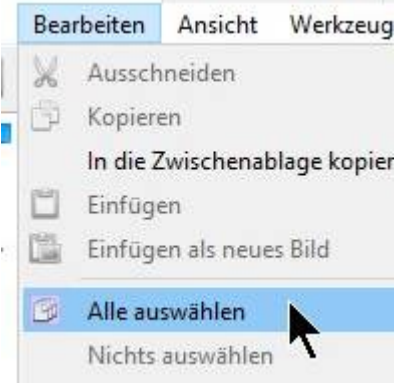 Bearbeiten Ansicht Werkzeug
Ausschneiden
Kopieren
In die Zwischenablage kopier
Einfügen
Einfügen als neues Bild
Alle auswählen
Nichts auswählen